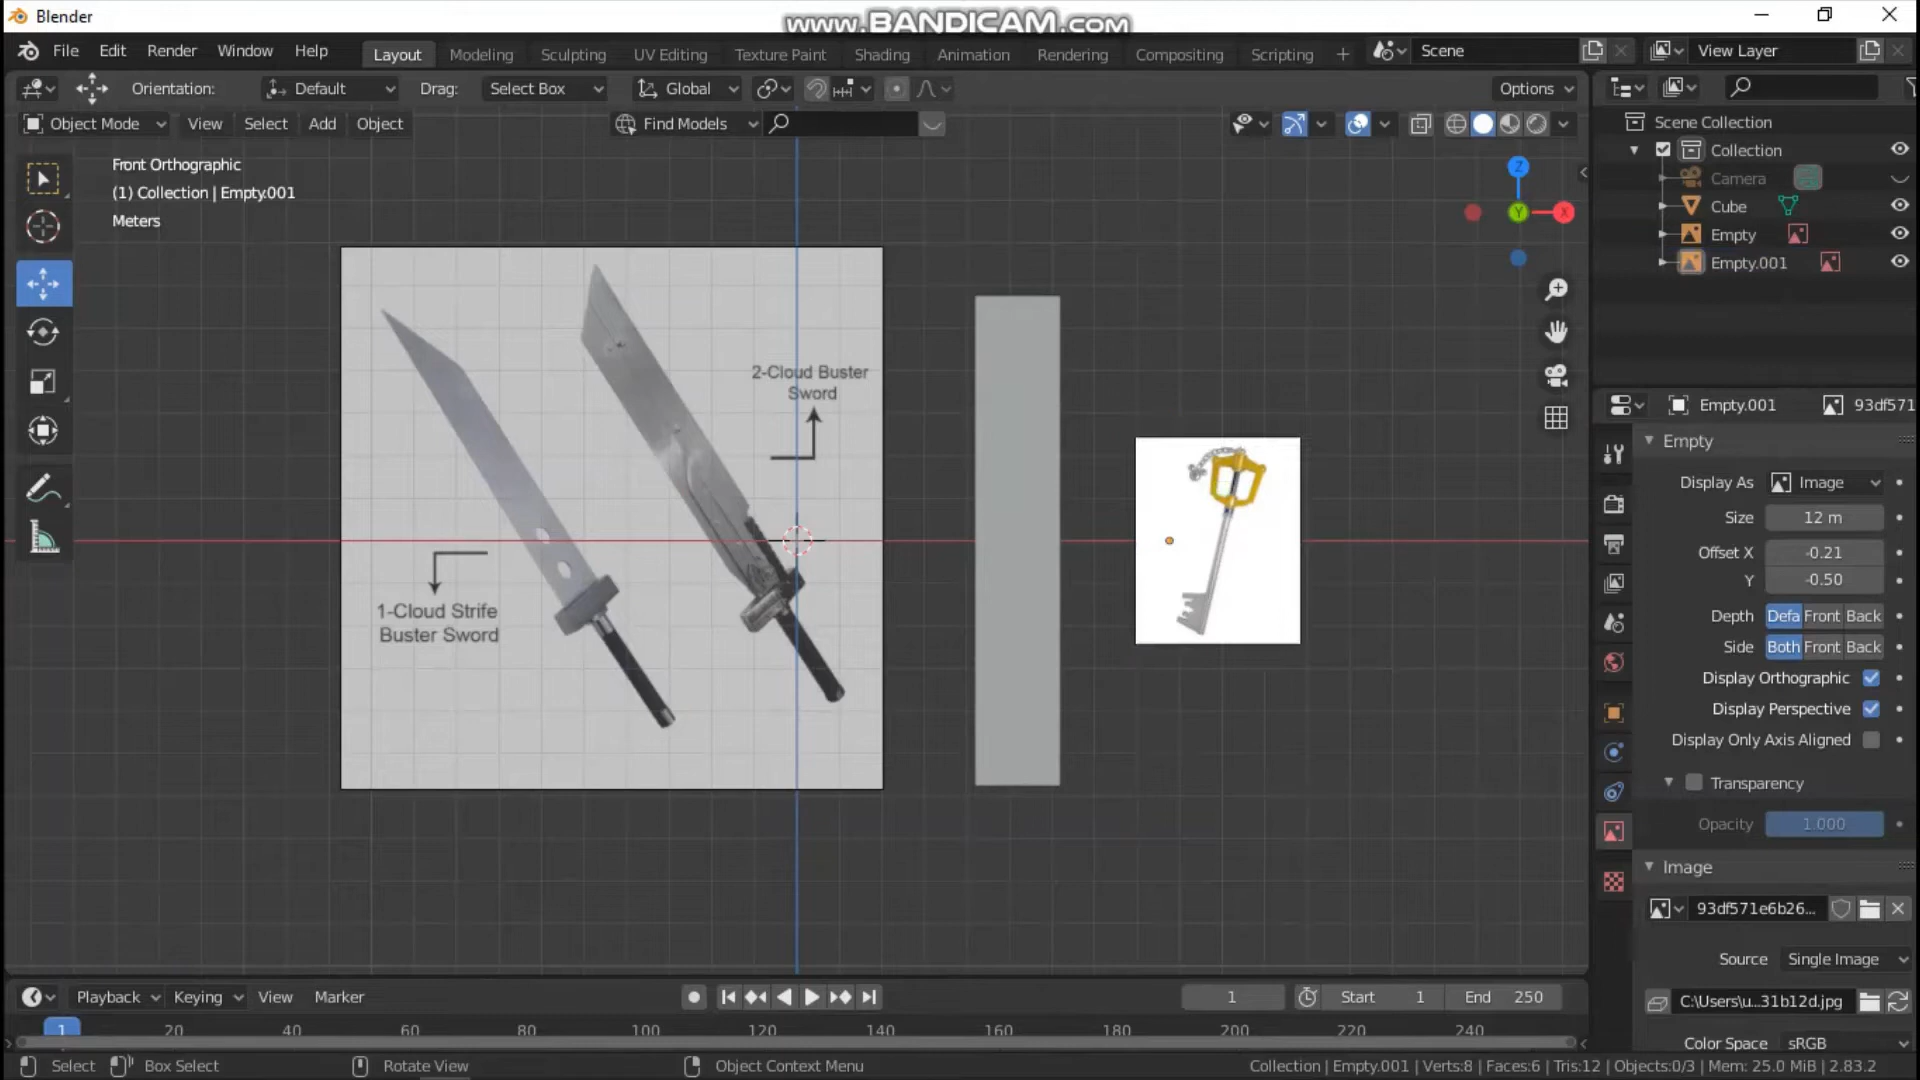 Blender
www.BANDICAM.com
File Edit Render Window Help
Layout Modeling Sculpting UV Editing Texture Paint Shading Animation Rendering Compositing Scripting +
Scene
View Layer
Orientation: Default Drag: Select Box Global Options
Object Mode View Select Add Object Find Models
Front Orthographic
(1) Collection | Empty.001
Meters
Z
Y
X
2-Cloud Buster
Sword
1-Cloud Strife
Buster Sword
Scene Collection
Collection
Camera
Cube
Empty
Empty.001
Empty.001 93df571
Empty
Display As Image
Size 12 m
Offset X -0.21
Y -0.50
Depth Defa Front Back
Side Both Front Back
Display Orthographic
Display Perspective
Display Only Axis Aligned
Transparency
Opacity 1.000
Image
93df571e6b26...
Source Single Image
C:\Users\u...31b12d.jpg
Color Space sRGB
Playback Keying View Marker
1 Start 1 End 250
1 20 40 60 80 100 120 140 160 180 200 220 240
Select Box Select Rotate View Object Context Menu
Collection | Empty.001 | Verts:8 | Faces:6 | Tris:12 | Objects:0/3 | Mem: 25.0 MiB | 2.83.2